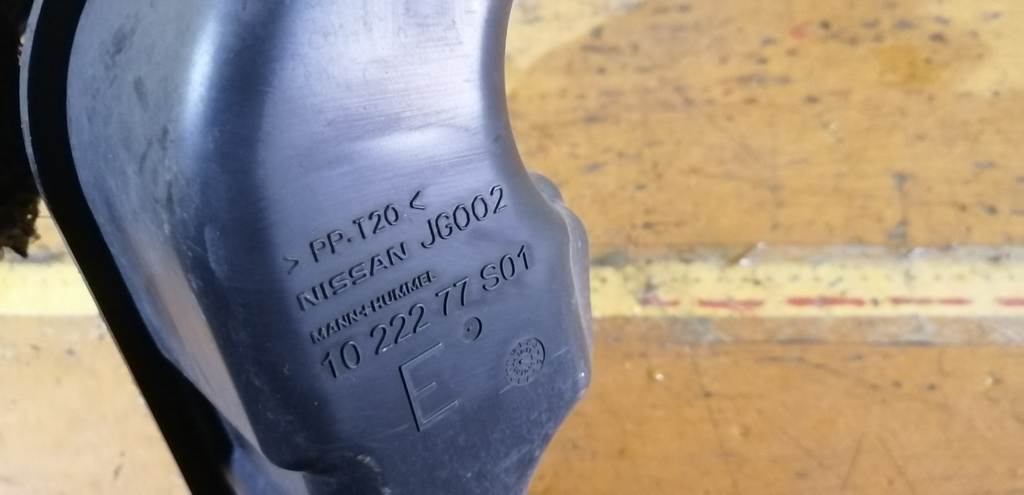 > PP-T20 <
NISSAN JG002
MANN+HUMMEL
10 222 77 S01
E